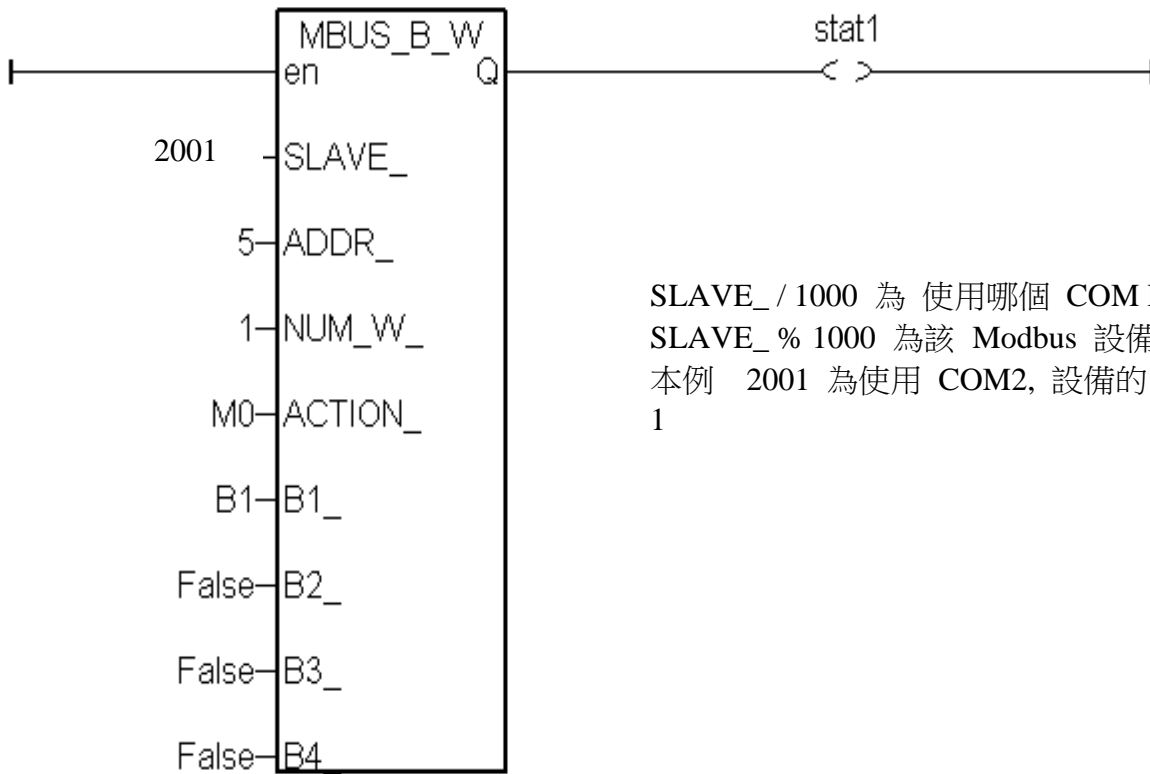 MBUS_B_W
stat1
en Q
2001 SLAVE_
5 ADDR_
1 NUM_W_
M0 ACTION_
B1 B1_
False B2_
False B3_
False B4_
SLAVE_ / 1000 為 使用哪個 COM
SLAVE_ % 1000 為該 Modbus 設備
本例 2001 為使用 COM2, 設備的
1